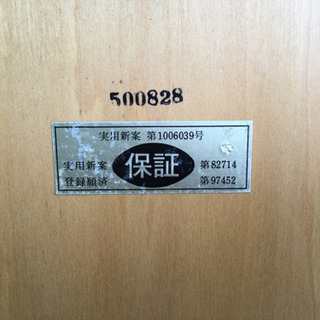 500828
実用新案 第1006039号
実用新案 保証 第82714
登録願済 第97452